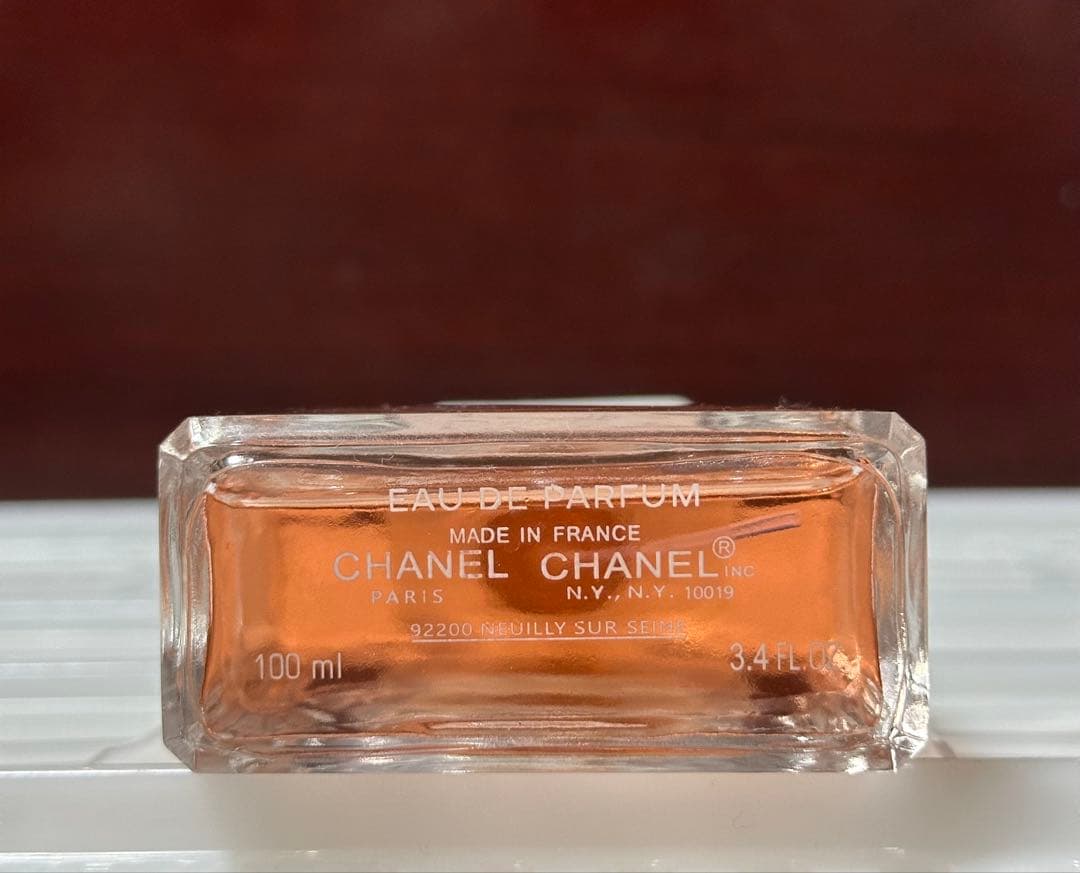 EAU DE PARFUM
MADE IN FRANCE
CHANEL CHANEL® INC
PARIS N.Y., N.Y. 10019
92200 NEUILLY SUR SEINE
100 ml 3.4 FL.OZ